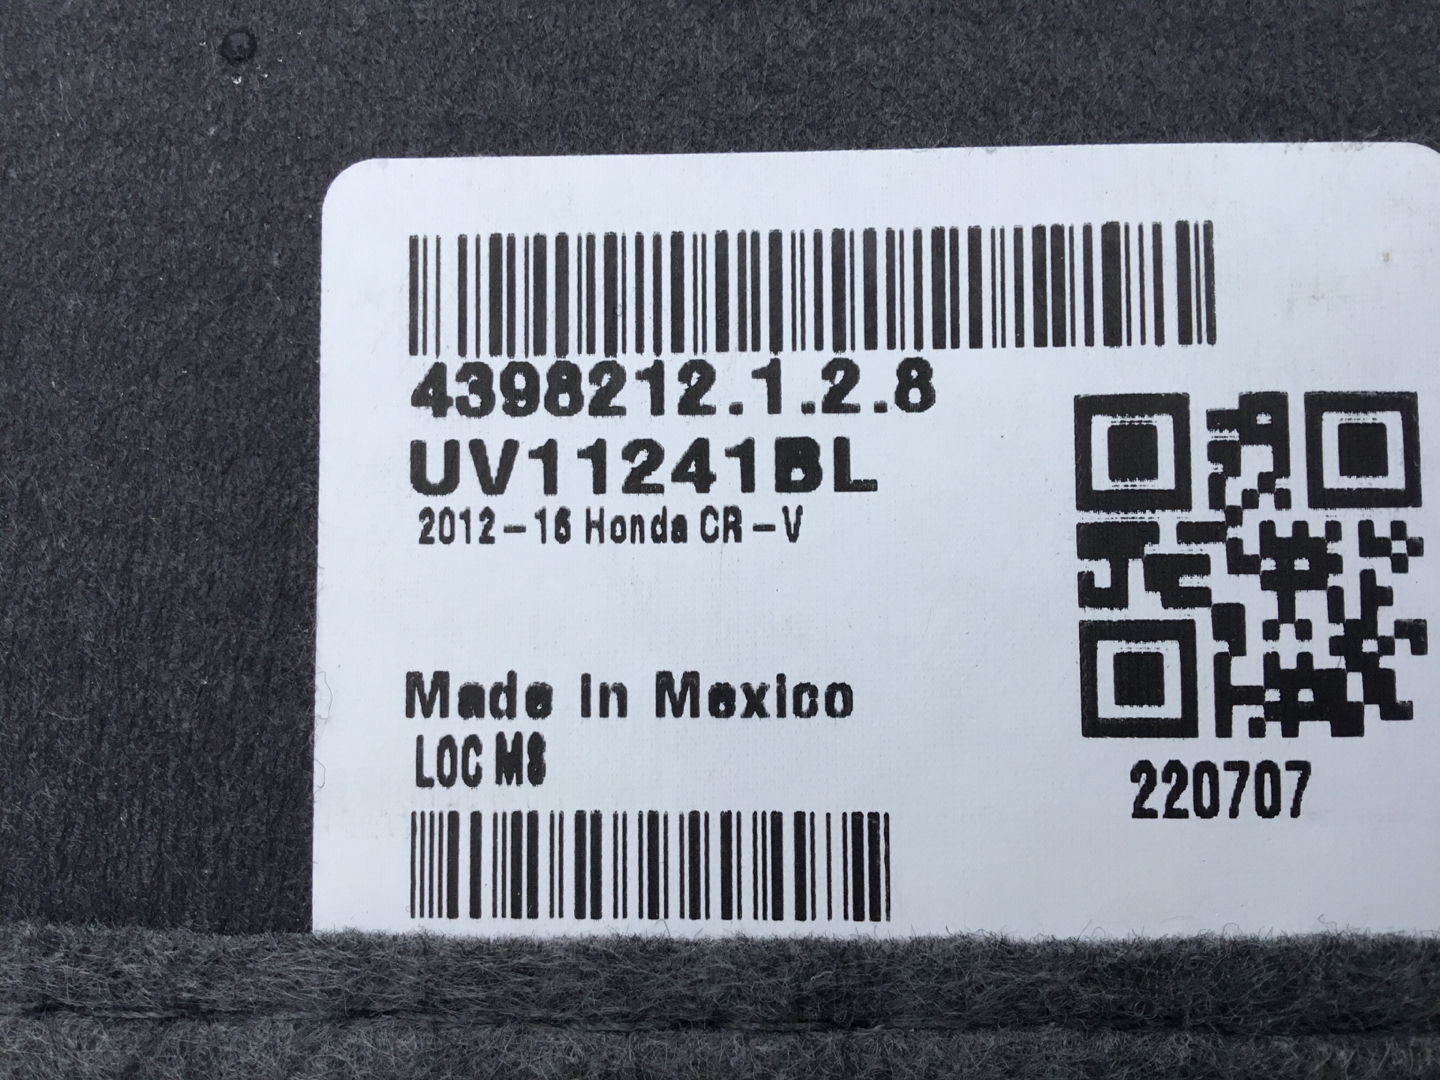 4398212.1.2.8
UV11241BL
2012-16 Honda CR-V
Made In Mexico
LOC M8
220707